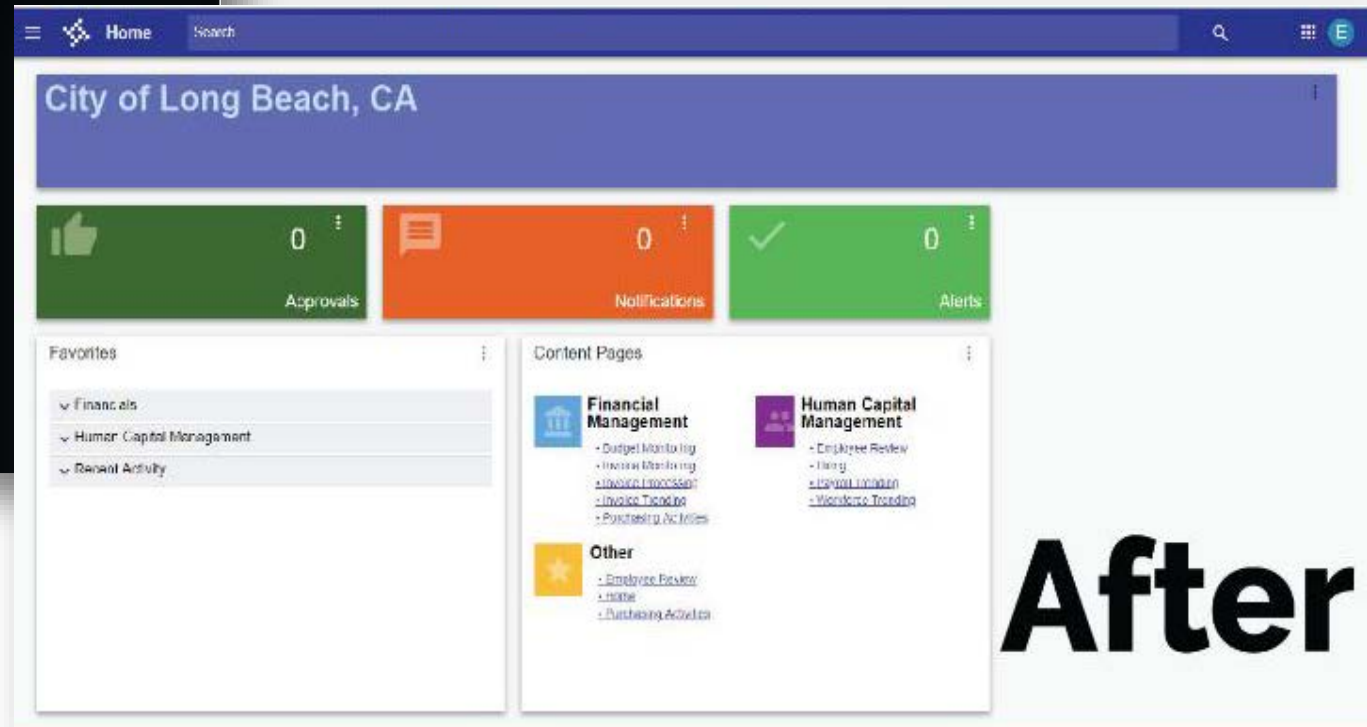 Home Search E
City of Long Beach, CA
0 0 0
Approvals Notifications Alerts
Favorites
Financials
Human Capital Management
Recent Activity
Content Pages
Financial
Management
- Budget Monitoring
- Invoice Monitoring
- Invoice Processing
- Invoice Trending
- Purchasing Activities
Human Capital
Management
- Employee Review
- Hiring
- Payroll Trending
- Workforce Trending
Other
- Employee Review
- Home
- Purchasing Activities
After